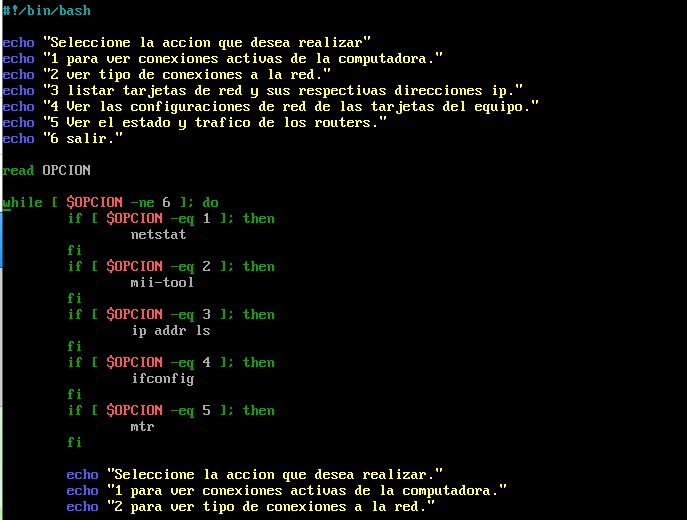 #!/bin/bash
echo "Seleccione la accion que desea realizar"
echo "1 para ver conexiones activas de la computadora."
echo "2 ver tipo de conexiones a la red."
echo "3 listar tarjetas de red y sus respectivas direcciones ip."
echo "4 Ver las configuraciones de red de las tarjetas del equipo."
echo "5 Ver el estado y trafico de los routers."
echo "6 salir."
read OPCION
while [ $OPCION -ne 6 ]; do
if [ $OPCION -eq 1 ]; then
netstat
fi
if [ $OPCION -eq 2 ]; then
mii-tool
fi
if [ $OPCION -eq 3 ]; then
ip addr ls
fi
if [ $OPCION -eq 4 ]; then
ifconfig
fi
if [ $OPCION -eq 5 ]; then
mtr
fi
echo "Seleccione la accion que desea realizar."
echo "1 para ver conexiones activas de la computadora."
echo "2 para ver tipo de conexiones a la red."